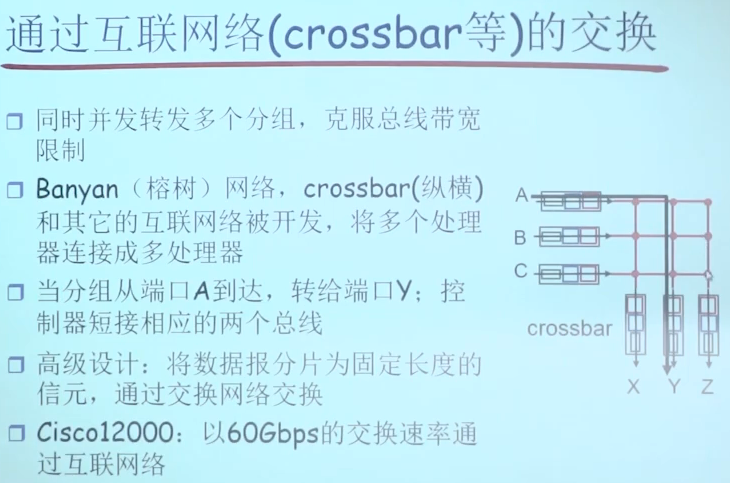 通过互联网络(crossbar等)的交换
同时并发转发多个分组，克服总线带宽
限制
Banyan（榕树）网络，crossbar(纵横)
和其它的互联网络被开发，将多个处理
器连接成多处理器
当分组从端口A到达，转给端口Y；控
制器短接相应的两个总线
高级设计：将数据报分片为固定长度的
信元，通过交换网络交换
Cisco12000：以60Gbps的交换速率通
过互联网络
A
B
C
crossbar
X
Y
Z